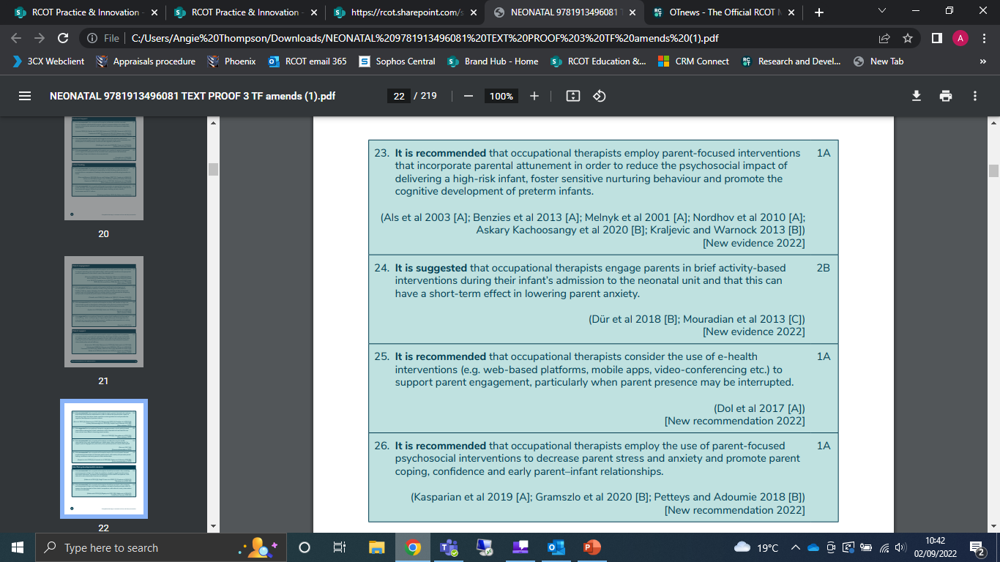 RCOT Practice & Innovation -
RCOT Practice & Innovation -
https://rcot.sharepoint.com/s
NEONATAL 9781913496081 T
OTnews - The Official RCOT M
File
C:/Users/Angie%20Thompson/Downloads/NEONATAL%209781913496081%20TEXT%20PROOF%203%20TF%20amends%20(1).pdf
A
3CX Webclient
Appraisals procedure
Phoenix
RCOT email 365
Sophos Central
Brand Hub - Home
RCOT Education &...
CRM Connect
Research and Devel...
New Tab
»
NEONATAL 9781913496081 TEXT PROOF 3 TF amends (1).pdf
22 / 219
100%
20
21
22
23. It is recommended that occupational therapists employ parent-focused interventions 1A
that incorporate parental attunement in order to reduce the psychosocial impact of
delivering a high-risk infant, foster sensitive nurturing behaviour and promote the
cognitive development of preterm infants.
(Als et al 2003 [A]; Benzies et al 2013 [A]; Melnyk et al 2001 [A]; Nordhov et al 2010 [A];
Askary Kachoosangy et al 2020 [B]; Kraljevic and Warnock 2013 [B])
[New evidence 2022]
24. It is suggested that occupational therapists engage parents in brief activity-based 2B
interventions during their infant's admission to the neonatal unit and that this can
have a short-term effect in lowering parent anxiety.
(Dür et al 2018 [B]; Mouradian et al 2013 [C])
[New evidence 2022]
25. It is recommended that occupational therapists consider the use of e-health 1A
interventions (e.g. web-based platforms, mobile apps, video-conferencing etc.) to
support parent engagement, particularly when parent presence may be interrupted.
(Dol et al 2017 [A])
[New recommendation 2022]
26. It is recommended that occupational therapists employ the use of parent-focused 1A
psychosocial interventions to decrease parent stress and anxiety and promote parent
coping, confidence and early parent–infant relationships.
(Kasparian et al 2019 [A]; Gramszlo et al 2020 [B]; Petteys and Adoumie 2018 [B])
[New recommendation 2022]
Type here to search
19°C
10:42
02/09/2022
2